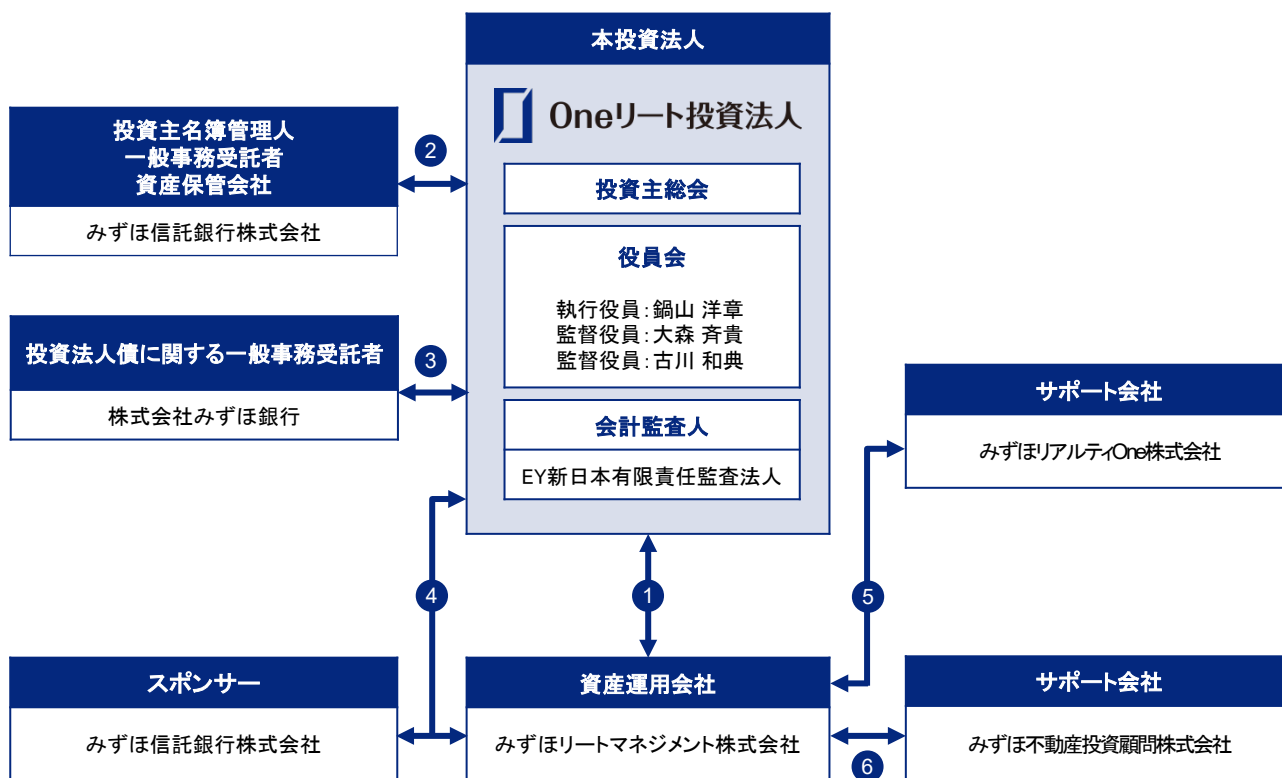 本投資法人
Oneリート投資法人
投資主総会
役員会
執行役員：鍋山 洋章
監督役員：大森 斉貴
監督役員：古川 和典
会計監査人
EY新日本有限責任監査法人
投資主名簿管理人
一般事務受託者
資産保管会社
みずほ信託銀行株式会社
2
投資法人債に関する一般事務受託者
株式会社みずほ銀行
3
サポート会社
みずほリアルティOne株式会社
4
1
5
スポンサー
みずほ信託銀行株式会社
資産運用会社
みずほリートマネジメント株式会社
サポート会社
みずほ不動産投資顧問株式会社
6